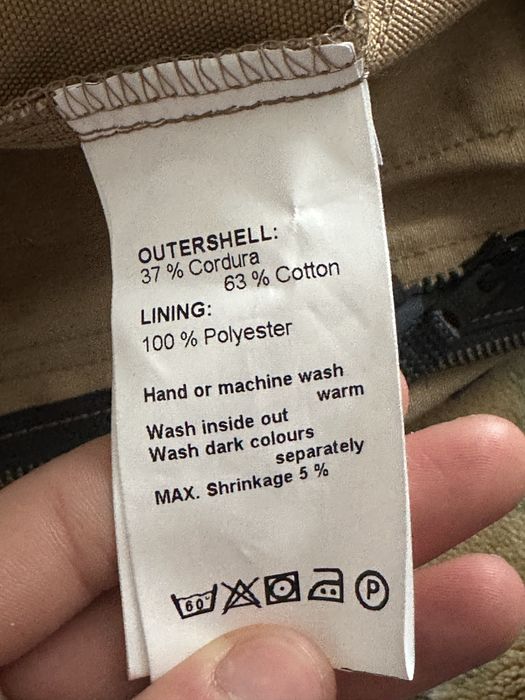 OUTERSHELL:
37 % Cordura
63 % Cotton
LINING:
100 % Polyester
Hand or machine wash
warm
Wash inside out
Wash dark colours
separately
MAX. Shrinkage 5 %
60 P